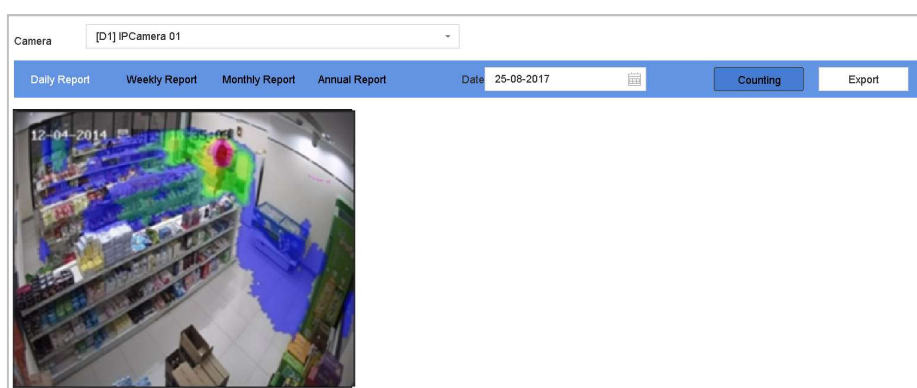 Camera [D1] IPCamera 01
Daily Report Weekly Report Monthly Report Annual Report Date 25-08-2017 Counting Export
12-04-2014